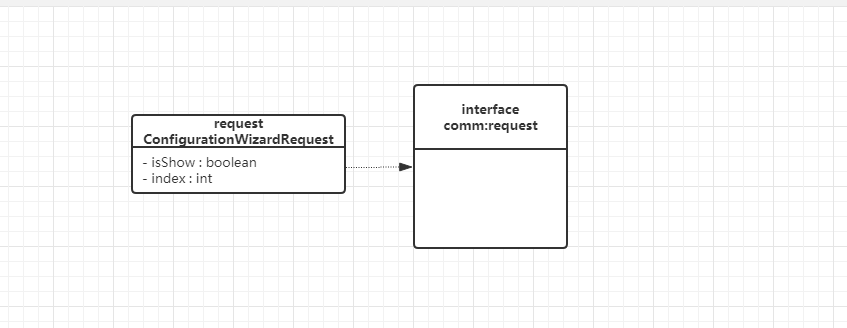 request
ConfigurationWizardRequest
- isShow : boolean
- index : int
interface
comm:request